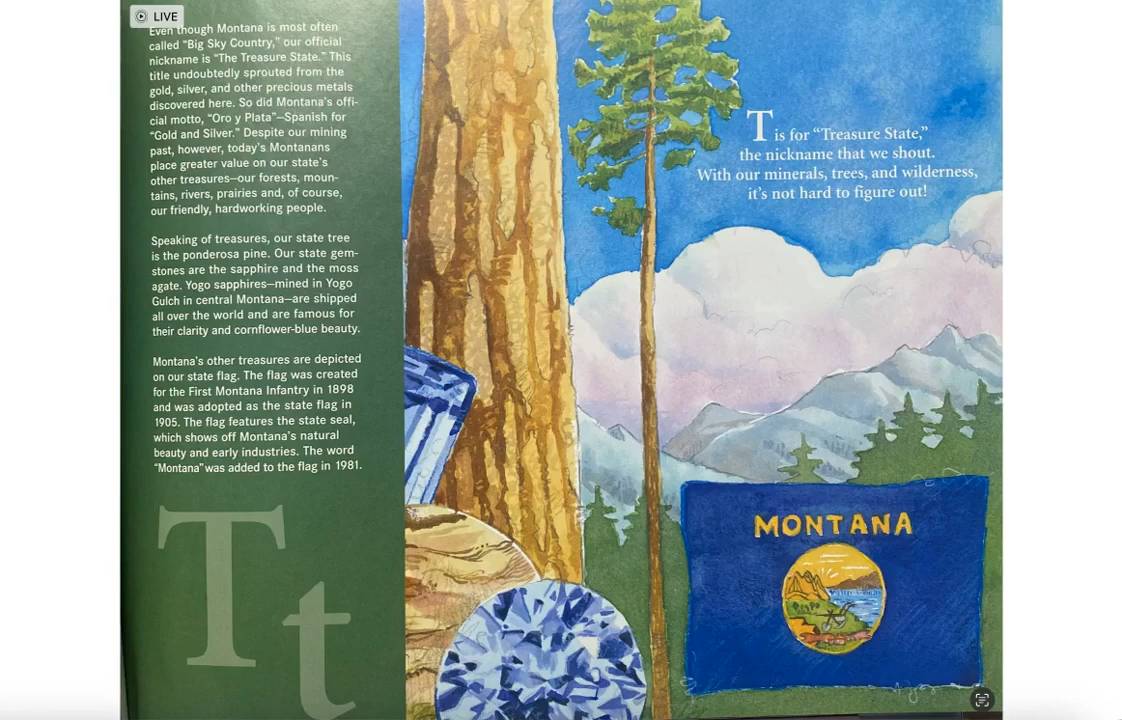 LIVE
Even though Montana is most often
called “Big Sky Country,” our official
nickname is “The Treasure State.” This
title undoubtedly sprouted from the
gold, silver, and other precious metals
discovered here. So did Montana’s offi-
cial motto, “Oro y Plata”—Spanish for
“Gold and Silver.” Despite our mining
past, however, today’s Montanans
place greater value on our state’s
other treasures—our forests, moun-
tains, rivers, prairies and, of course,
our friendly, hardworking people.
Speaking of treasures, our state tree
is the ponderosa pine. Our state gem-
stones are the sapphire and the moss
agate. Yogo sapphires—mined in Yogo
Gulch in central Montana—are shipped
all over the world and are famous for
their clarity and cornflower-blue beauty.
Montana’s other treasures are depicted
on our state flag. The flag was created
for the First Montana Infantry in 1898
and was adopted as the state flag in
1905. The flag features the state seal,
which shows off Montana’s natural
beauty and early industries. The word
“Montana” was added to the flag in 1981.
T t
T is for “Treasure State,”
the nickname that we shout.
With our minerals, trees, and wilderness,
it’s not hard to figure out!
MONTANA